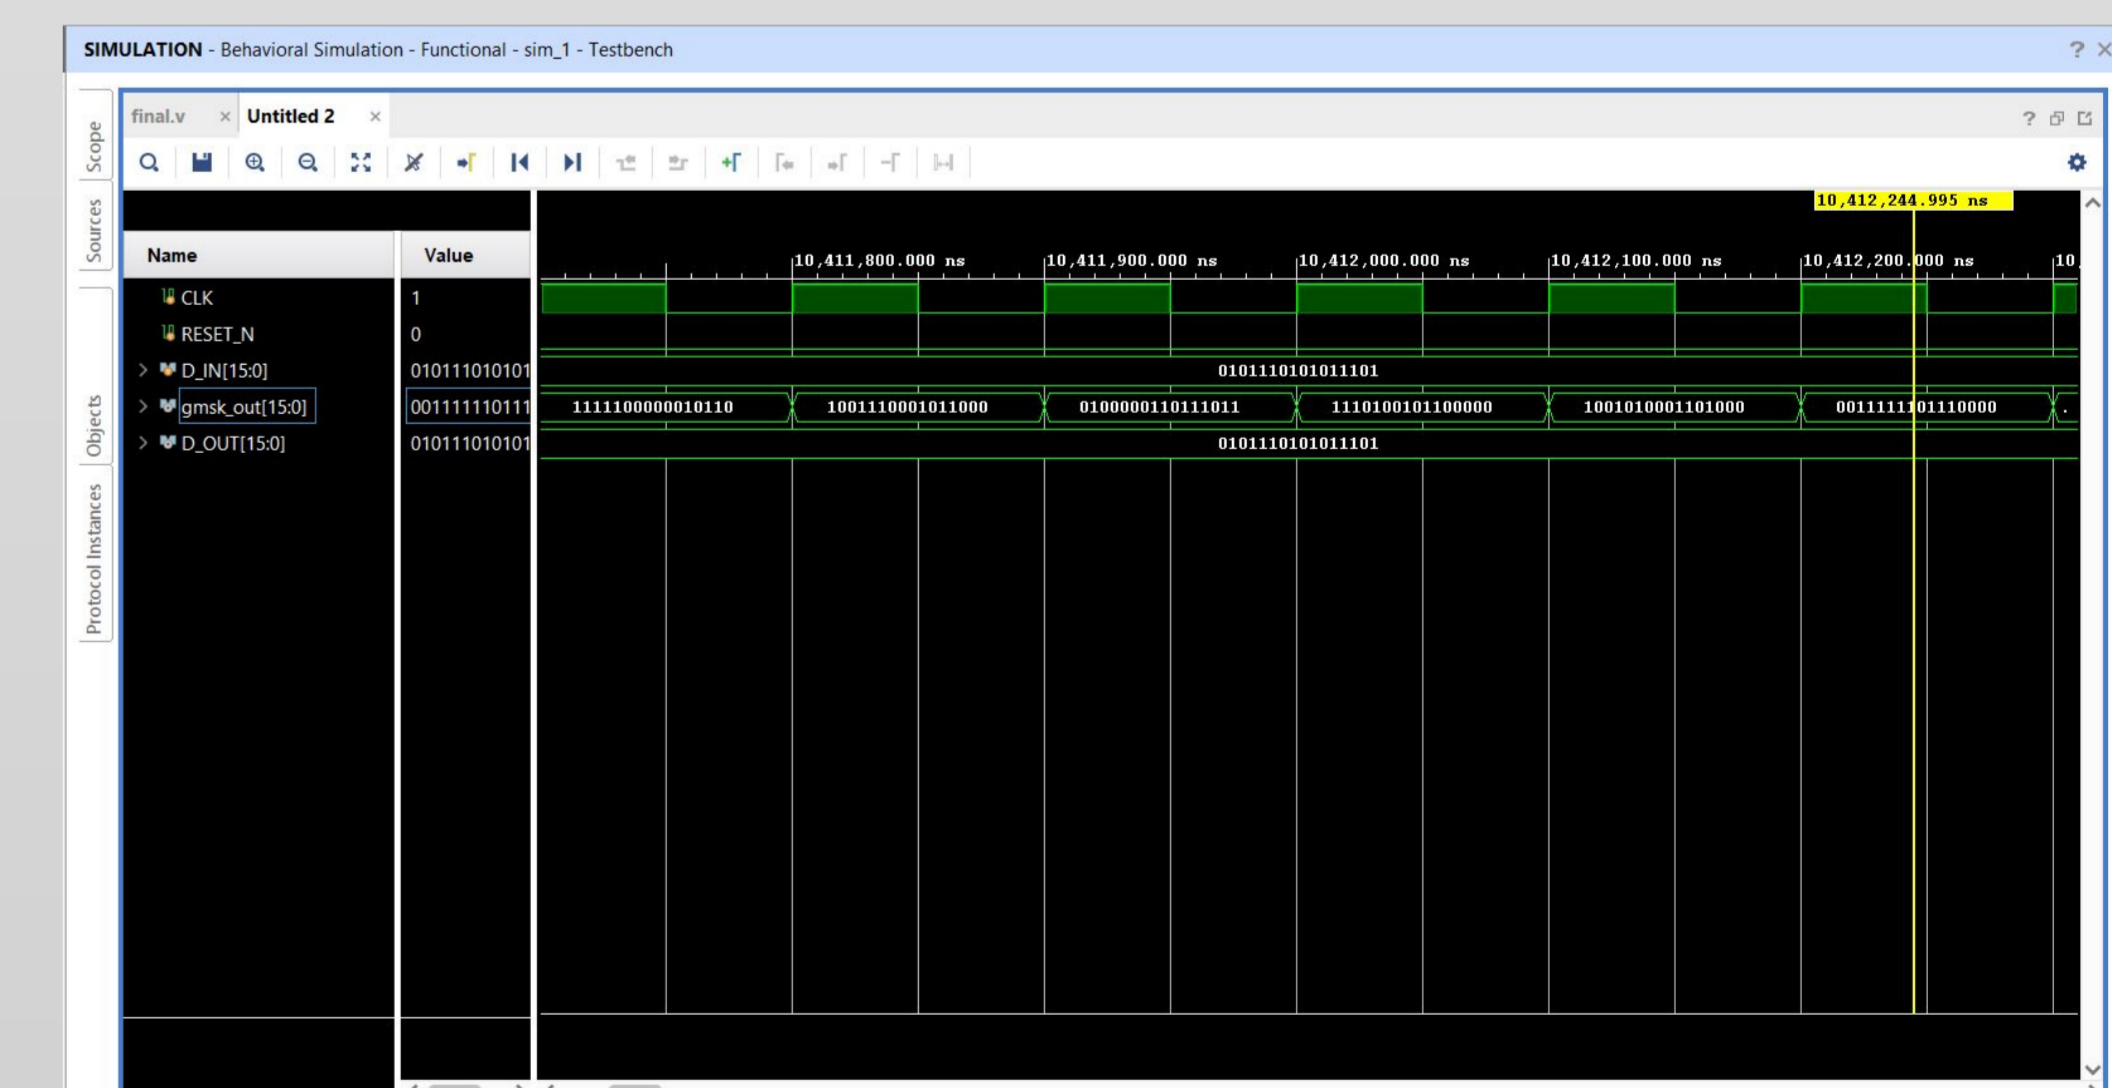 SIMULATION - Behavioral Simulation - Functional - sim_1 - Testbench ? ×
final.v × Untitled 2 × ?
Scope
Sources
Objects
Protocol Instances
10,412,244.995 ns
Name Value
10,411,800.000 ns 10,411,900.000 ns 10,412,000.000 ns 10,412,100.000 ns 10,412,200.000 ns 10
CLK 1
RESET_N 0
D_IN[15:0] 010111010101 0101110101011101
gmsk_out[15:0] 001111110111 1111100000010110 1001110001011000 0100000110111011 1110100101100000 1001010001101000 0011111101110000 .
D_OUT[15:0] 010111010101 0101110101011101